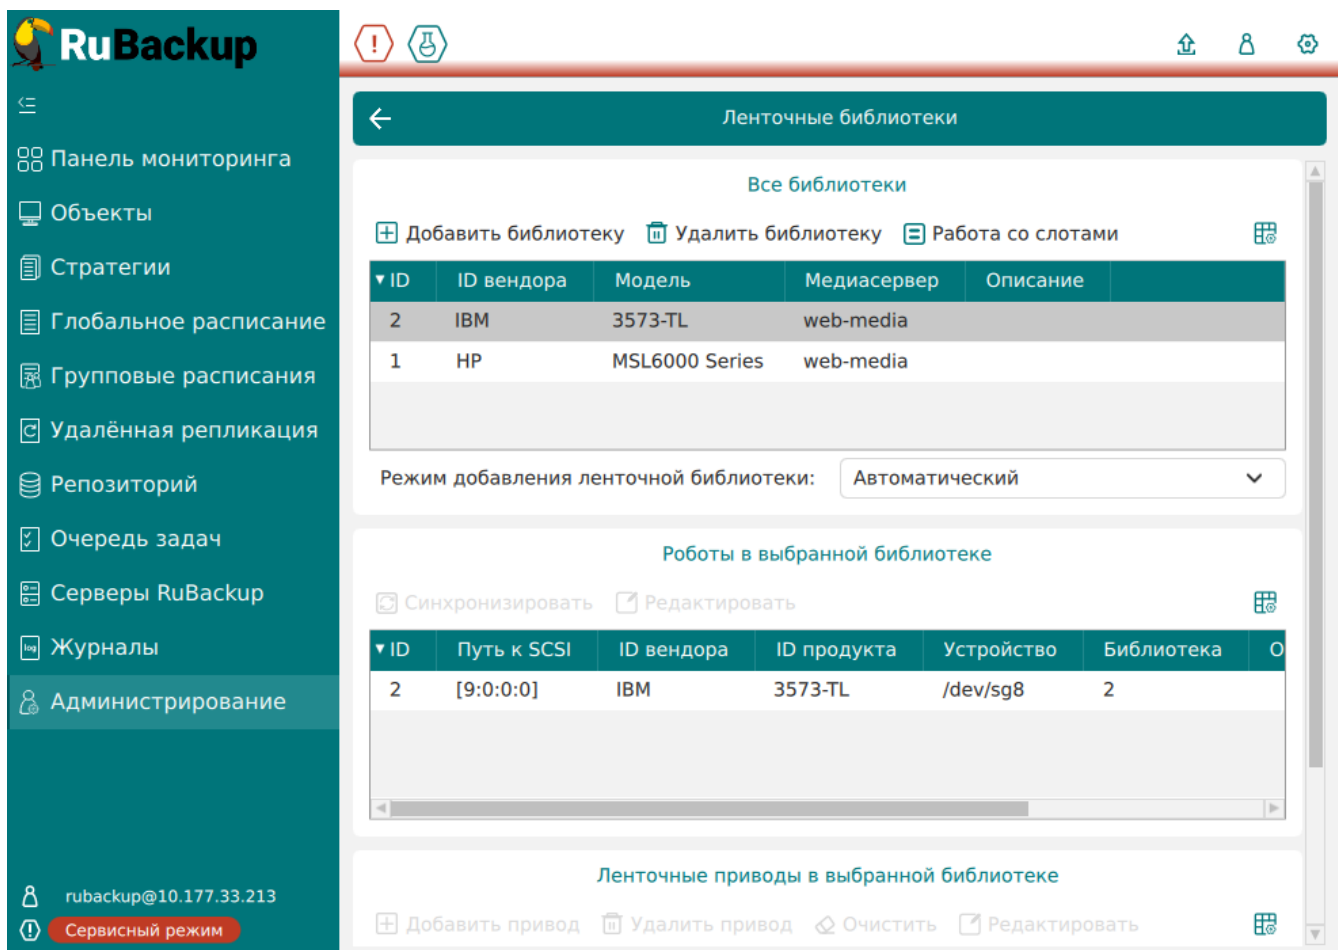 RuBackup
Панель мониторинга
Объекты
Стратегии
Глобальное расписание
Групповые расписания
Удалённая репликация
Репозиторий
Очередь задач
Серверы RuBackup
log Журналы
Администрирование
rubackup@10.177.33.213
Сервисный режим
Ленточные библиотеки
Все библиотеки
Добавить библиотеку Удалить библиотеку Работа со слотами
ID ID вендора Модель Медиасервер Описание
2 IBM 3573-TL web-media
1 HP MSL6000 Series web-media
Режим добавления ленточной библиотеки: Автоматический
Роботы в выбранной библиотеке
Синхронизировать Редактировать
ID Путь к SCSI ID вендора ID продукта Устройство Библиотека О
2 [9:0:0:0] IBM 3573-TL /dev/sg8 2
Ленточные приводы в выбранной библиотеке
Добавить привод Удалить привод Очистить Редактировать